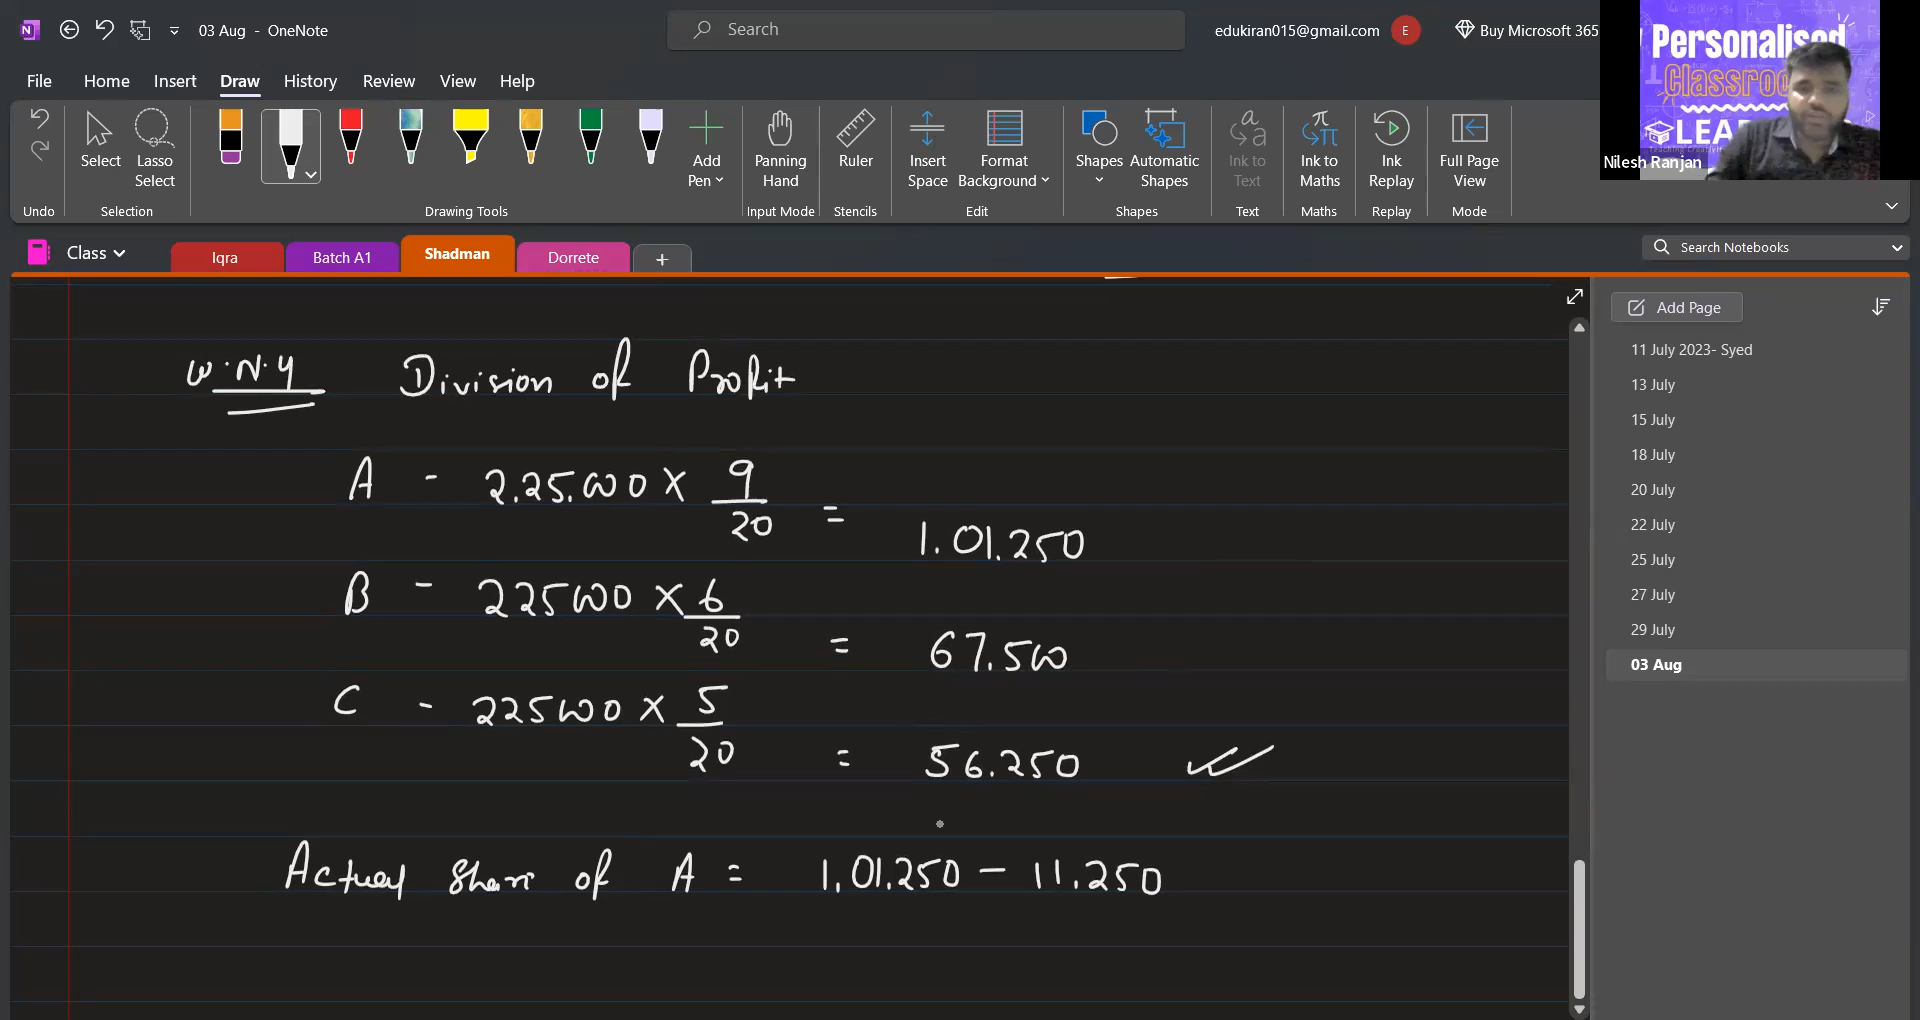 03 Aug - OneNote
Search
edukiran015@gmail.com
E
Buy Microsoft 365
File Home Insert Draw History Review View Help
Select
Lasso Select
Add Pen
Panning Hand
Ruler
Insert Space
Format Background
Shapes
Automatic Shapes
Ink to Text
Ink to Maths
Ink Replay
Full Page View
Undo Selection Drawing Tools Input Mode Stencils Edit Shapes Text Maths Replay Mode
Personalised
Nilesh Ranjan
Class
Iqra Batch A1 Shadman Dorrete +
Search Notebooks
Add Page
11 July 2023- Syed
13 July
15 July
18 July
20 July
22 July
25 July
27 July
29 July
03 Aug
W.N.4 Division of Profit
A - 2.25.000 × 9/20 = 1.01.250
B - 225000 × 6/20 = 67.500
C - 225000 × 5/20 = 56.250
Actual Share of A = 1.01.250 - 11.250